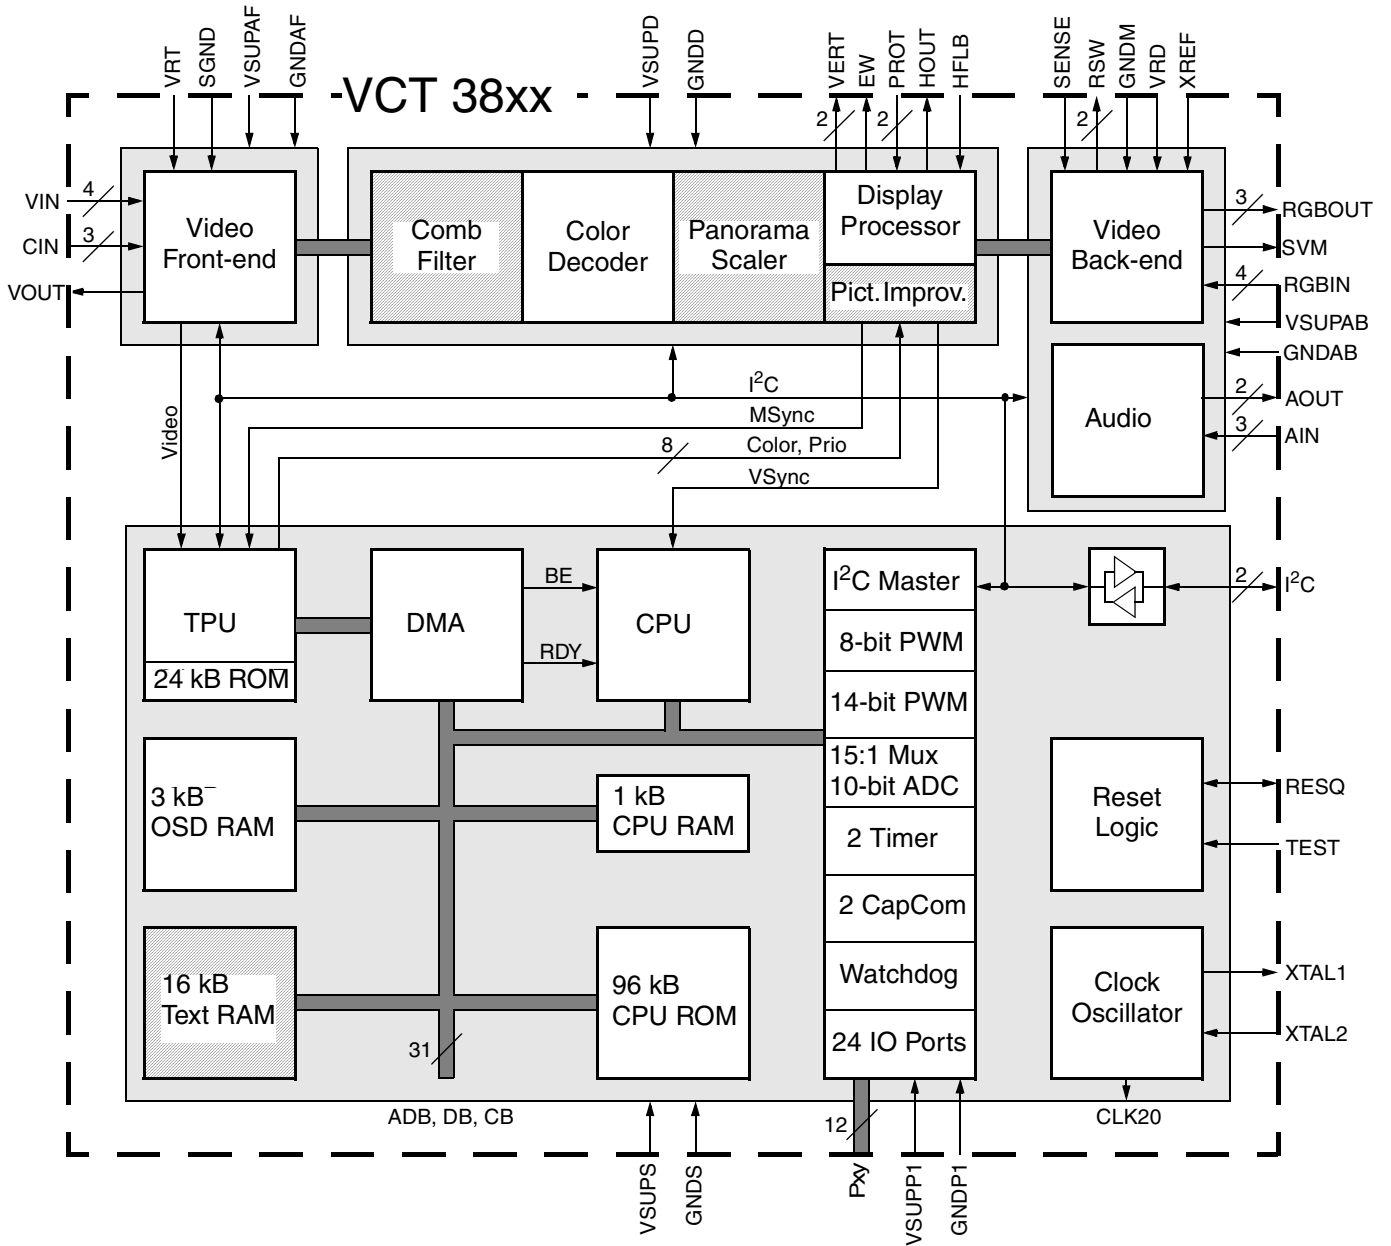 VRT
SGND
VSUPAF
GNDAF
VSUPD
GNDD
VERT
EW
PROT
HOUT
HFLB
SENSE
RSW
GNDM
VRD
XREF
VCT 38xx
2
2
2
VIN
4
CIN
3
VOUT
Video
Front-end
Comb
Filter
Color
Decoder
Panorama
Scaler
Display
Processor
Pict.Improv.
Video
Back-end
3
RGBOUT
SVM
4
RGBIN
VSUPAB
GNDAB
Audio
2
AOUT
3
AIN
Video
I²C
MSync
8
Color, Prio
VSync
TPU
24 kB ROM
DMA
BE
RDY
CPU
I²C Master
8-bit PWM
14-bit PWM
15:1 Mux
10-bit ADC
2 Timer
2 CapCom
Watchdog
24 IO Ports
2
I²C
3 kB
OSD RAM
1 kB
CPU RAM
Reset
Logic
RESQ
TEST
16 kB
Text RAM
96 kB
CPU ROM
Clock
Oscillator
XTAL1
XTAL2
31
ADB, DB, CB
12
CLK20
VSUPS
GNDS
Pxy
VSUPP1
GNDP1